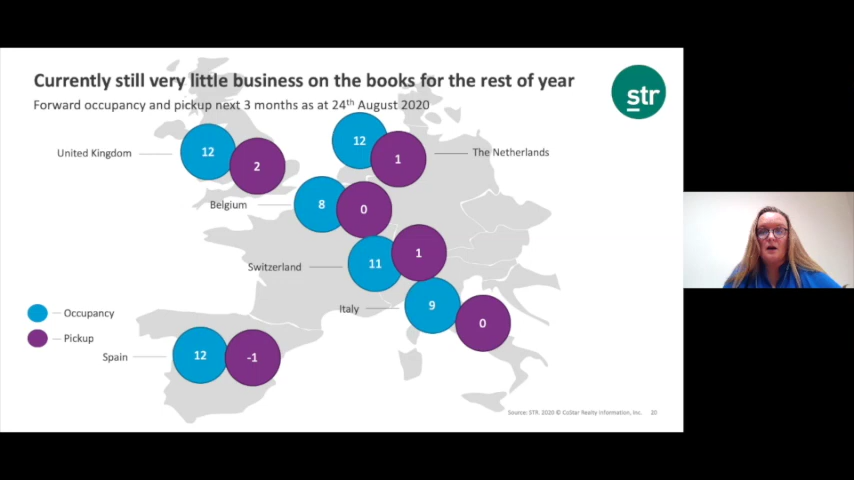 Currently still very little business on the books for the rest of year
Forward occupancy and pickup next 3 months as at 24th August 2020
str
United Kingdom
12
2
12
1
The Netherlands
Belgium
8
0
Switzerland
11
1
Italy
9
0
Occupancy
Pickup
Spain
12
-1
Source: STR. 2020 © CoStar Realty Information, Inc.
20